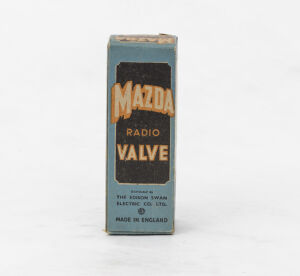 MAZDA
RADIO
VALVE
THE EDISON SWAN
ELECTRIC CO. LTD.
MADE IN ENGLAND